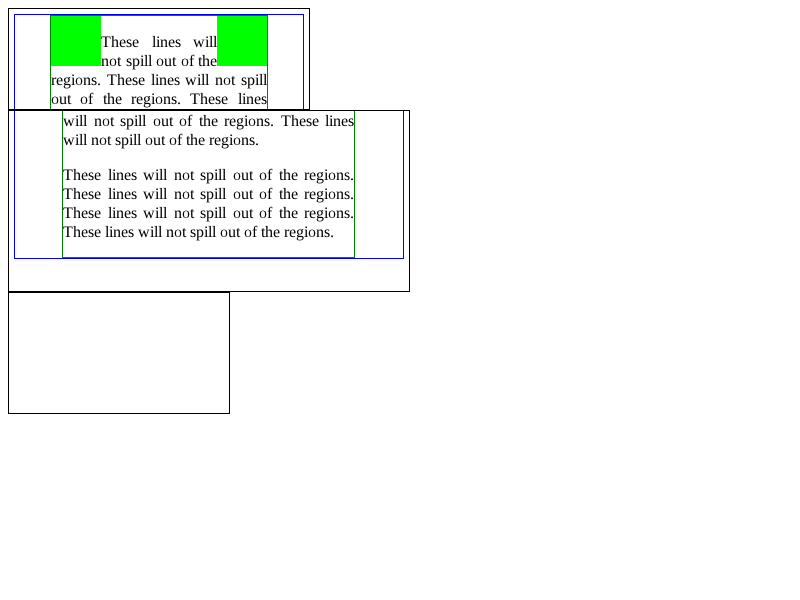 These lines will
not spill out of the
regions. These lines will not spill
out of the regions. These lines
will not spill out of the regions. These lines
will not spill out of the regions.
These lines will not spill out of the regions.
These lines will not spill out of the regions.
These lines will not spill out of the regions.
These lines will not spill out of the regions.